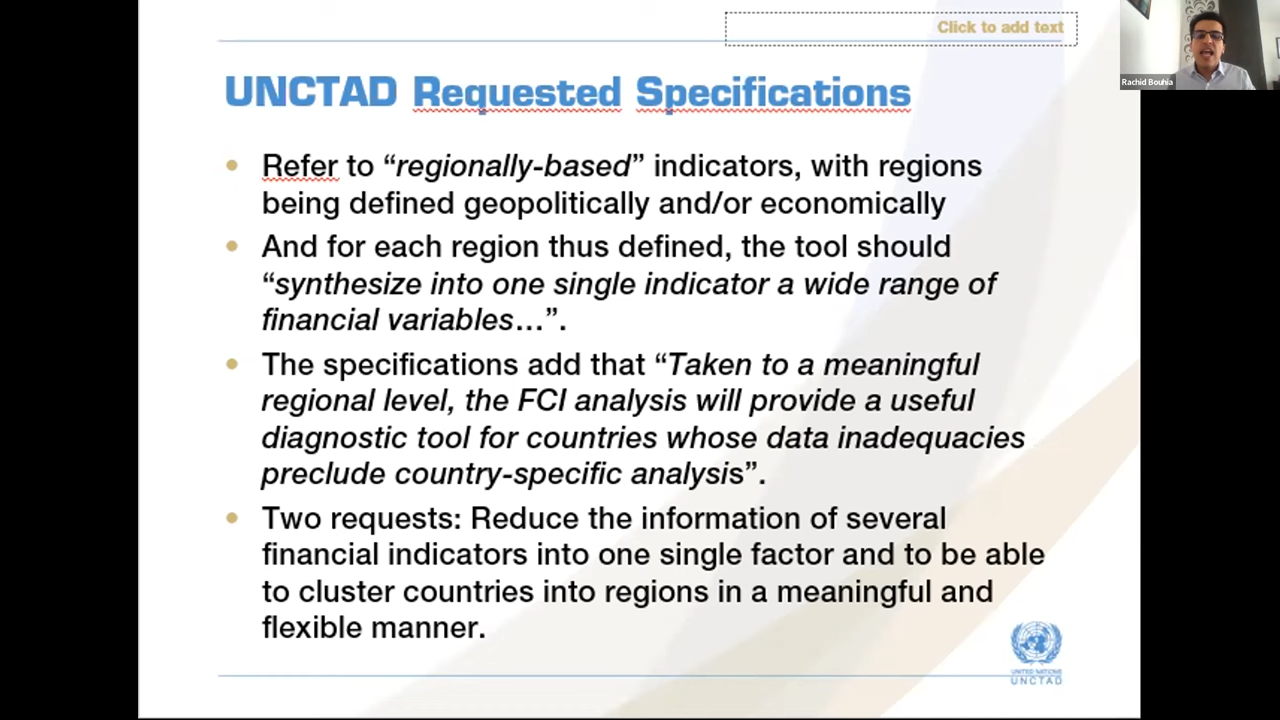 Click to add text
Rachid Bouhia
UNCTAD Requested Specifications
• Refer to “regionally-based” indicators, with regions
being defined geopolitically and/or economically
• And for each region thus defined, the tool should
“synthesize into one single indicator a wide range of
financial variables…”.
• The specifications add that “Taken to a meaningful
regional level, the FCI analysis will provide a useful
diagnostic tool for countries whose data inadequacies
preclude country-specific analysis”.
• Two requests: Reduce the information of several
financial indicators into one single factor and to be able
to cluster countries into regions in a meaningful and
flexible manner.
UNITED NATIONS
UNCTAD